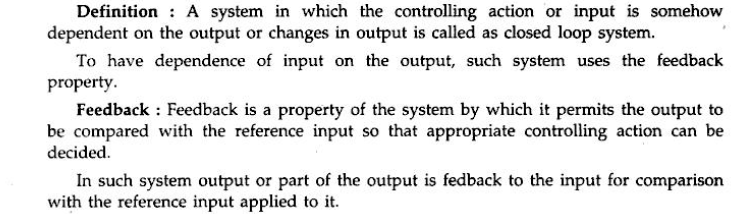 Definition : A system in which the controlling action or input is somehow
dependent on the output or changes in output is called as closed loop system.
To have dependence of input on the output, such system uses the feedback
property.
Feedback : Feedback is a property of the system by which it permits the output to
be compared with the reference input so that appropriate controlling action can be
decided.
In such system output or part of the output is fedback to the input for comparison
with the reference input applied to it.